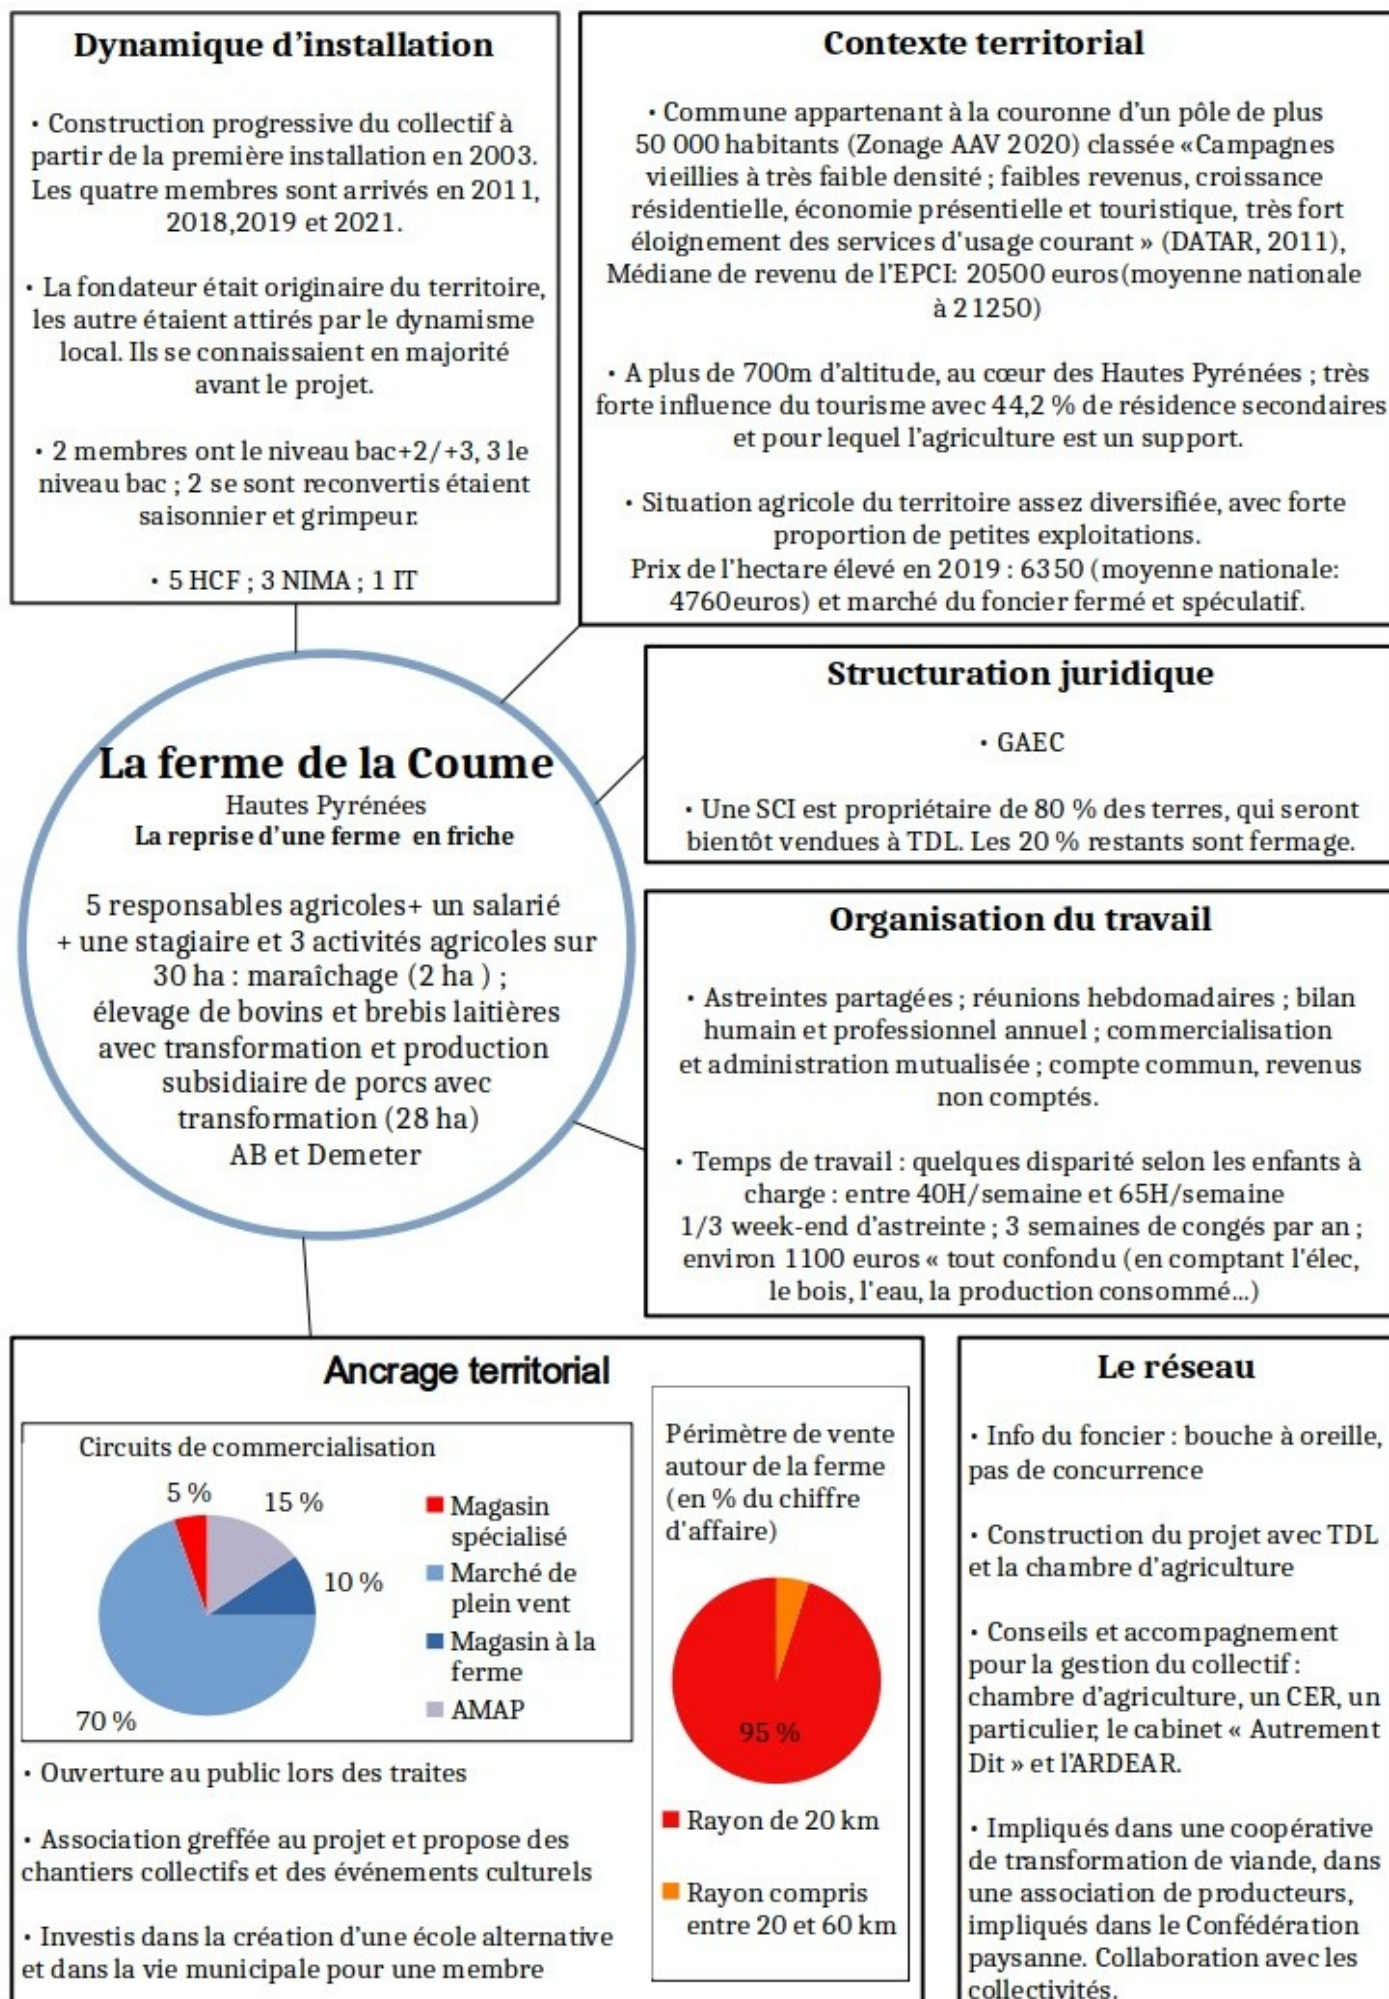 Dynamique d'installation
• Construction progressive du collectif à
partir de la première installation en 2003.
Les quatre membres sont arrivés en 2011,
2018,2019 et 2021.
• La fondateur était originaire du territoire,
les autre étaient attirés par le dynamisme
local. Ils se connaissaient en majorité
avant le projet.
• 2 membres ont le niveau bac+2/+3, 3 le
niveau bac ; 2 se sont reconvertis étaient
saisonnier et grimpeur.
• 5 HCF ; 3 NIMA ; 1 IT
Contexte territorial
• Commune appartenant à la couronne d'un pôle de plus
50 000 habitants (Zonage AAV 2020) classée «Campagnes
vieillies à très faible densité ; faibles revenus, croissance
résidentielle, économie présentielle et touristique, très fort
éloignement des services d'usage courant » (DATAR, 2011),
Médiane de revenu de l'EPCI: 20500 euros(moyenne nationale
à 21250)
• A plus de 700m d'altitude, au cœur des Hautes Pyrénées ; très
forte influence du tourisme avec 44,2 % de résidence secondaires
et pour lequel l'agriculture est un support.
• Situation agricole du territoire assez diversifiée, avec forte
proportion de petites exploitations.
Prix de l'hectare élevé en 2019 : 6350 (moyenne nationale:
4760euros) et marché du foncier fermé et spéculatif.
La ferme de la Coume
Hautes Pyrénées
La reprise d'une ferme en friche
5 responsables agricoles+ un salarié
+ une stagiaire et 3 activités agricoles sur
30 ha : maraîchage (2 ha ) ;
élevage de bovins et brebis laitières
avec transformation et production
subsidiaire de porcs avec
transformation (28 ha)
AB et Demeter
Structuration juridique
• GAEC
• Une SCI est propriétaire de 80 % des terres, qui seront
bientôt vendues à TDL. Les 20 % restants sont fermage.
Organisation du travail
• Astreintes partagées ; réunions hebdomadaires ; bilan
humain et professionnel annuel ; commercialisation
et administration mutualisée ; compte commun, revenus
non comptés.
• Temps de travail : quelques disparité selon les enfants à
charge : entre 40H/semaine et 65H/semaine
1/3 week-end d'astreinte ; 3 semaines de congés par an ;
environ 1100 euros « tout confondu (en comptant l'élec,
le bois, l'eau, la production consommé...)
Ancrage territorial
Circuits de commercialisation
5 %
15 %
10 %
70 %
Magasin
spécialisé
Marché de
plein vent
Magasin à la
ferme
AMAP
Périmètre de vente
autour de la ferme
(en % du chiffre
d'affaire)
95 %
Rayon de 20 km
Rayon compris
entre 20 et 60 km
• Ouverture au public lors des traites
• Association greffée au projet et propose des
chantiers collectifs et des événements culturels
• Investis dans la création d'une école alternative
et dans la vie municipale pour une membre
Le réseau
• Info du foncier : bouche à oreille,
pas de concurrence
• Construction du projet avec TDL
et la chambre d'agriculture
• Conseils et accompagnement
pour la gestion du collectif :
chambre d'agriculture, un CER, un
particulier, le cabinet « Autrement
Dit » et l'ARDEAR.
• Impliqués dans une coopérative
de transformation de viande, dans
une association de producteurs,
impliqués dans le Confédération
paysanne. Collaboration avec les
collectivités.